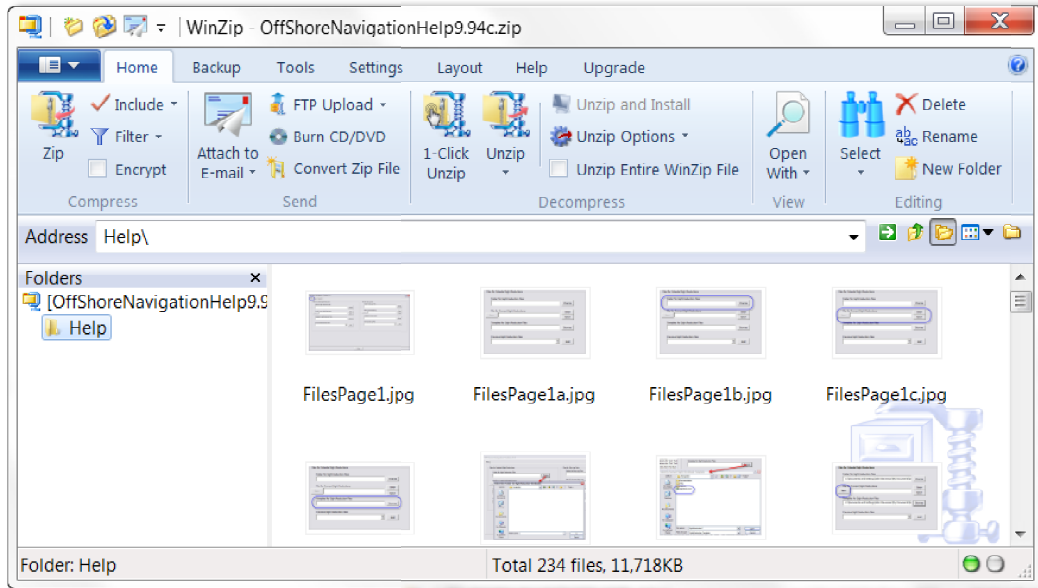 WinZip - OffShoreNavigationHelp9.94c.zip
Home Backup Tools Settings Layout Help Upgrade
Include FTP Upload Unzip and Install Delete
Filter Burn CD/DVD Unzip Options Rename
Zip Attach to E-mail 1-Click Unzip Unzip Open With Select
Encrypt Convert Zip File Unzip Entire WinZip File New Folder
Compress Send Decompress View Editing
Address Help\
Folders
[OffShoreNavigationHelp9.9
Help
FilesPage1.jpg FilesPage1a.jpg FilesPage1b.jpg FilesPage1c.jpg
Folder: Help Total 234 files, 11,718KB